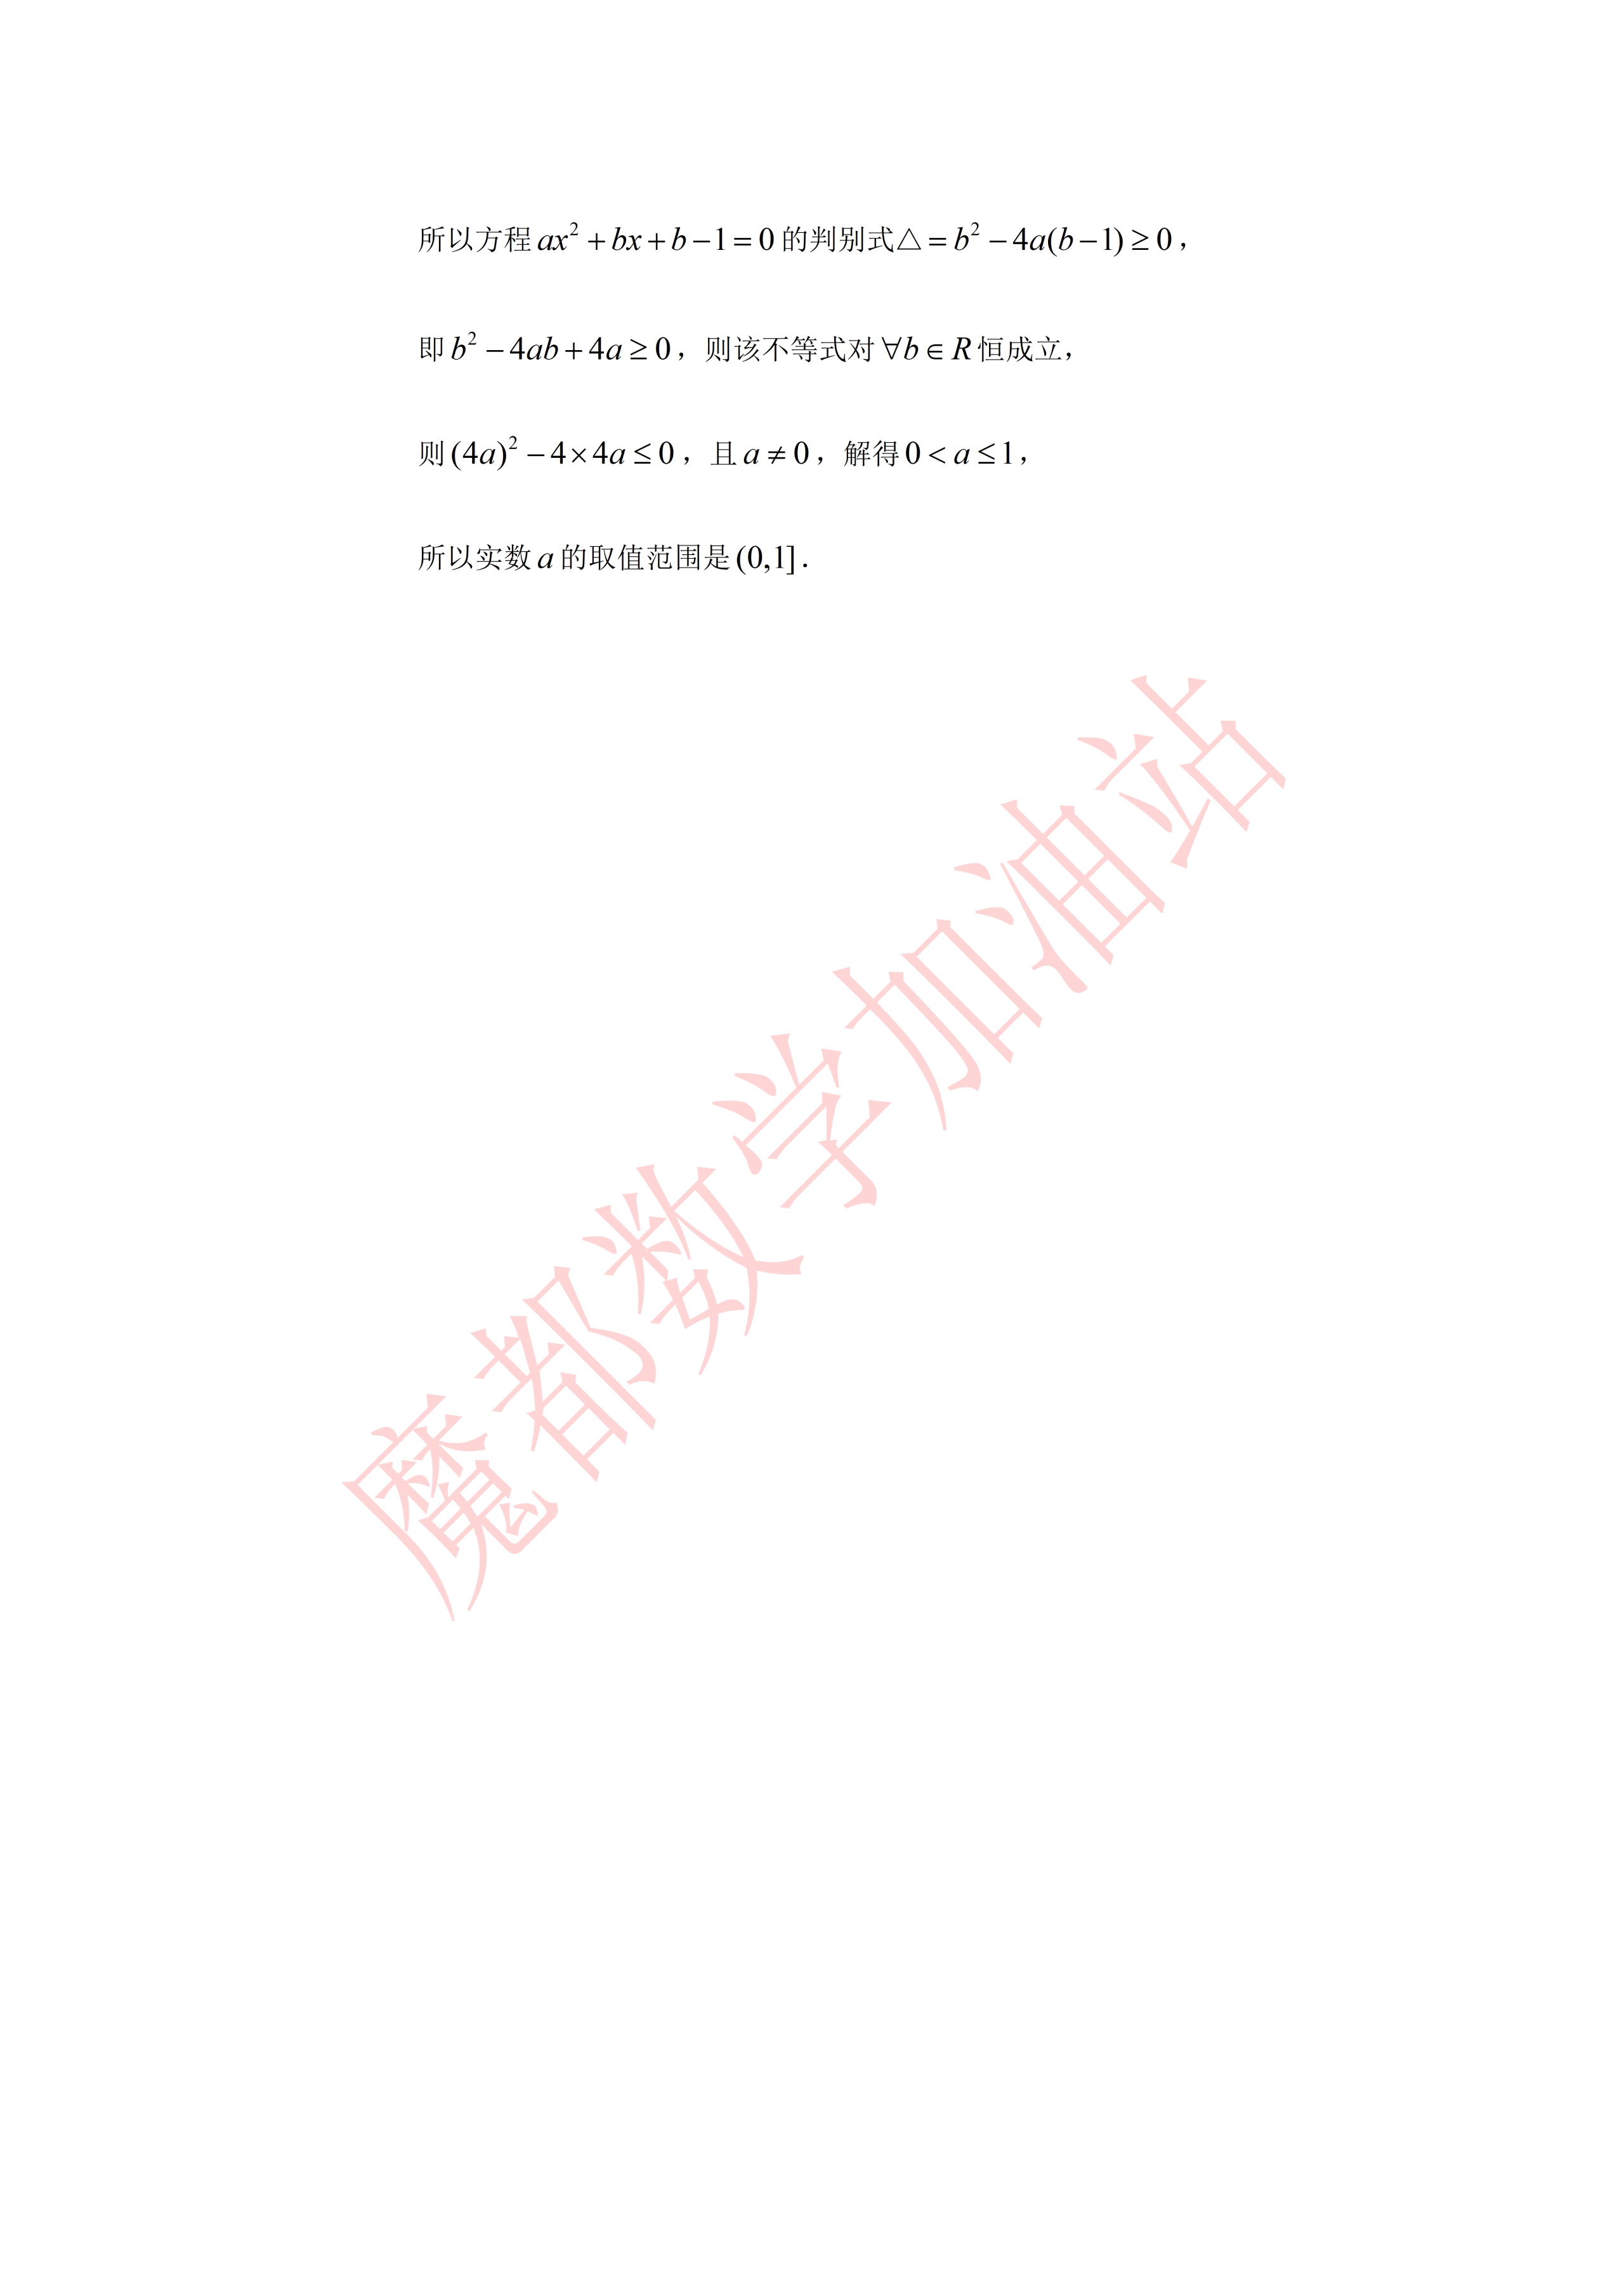 所以方程 ax² + bx + b − 1 = 0 的判别式△ = b² − 4a(b − 1) ≥ 0，
即 b² − 4ab + 4a ≥ 0，则该不等式对 ∀b ∈ R 恒成立，
则 (4a)² − 4 × 4a ≤ 0，且 a ≠ 0，解得 0 < a ≤ 1，
所以实数 a 的取值范围是 (0,1]．
魔都数学加油站